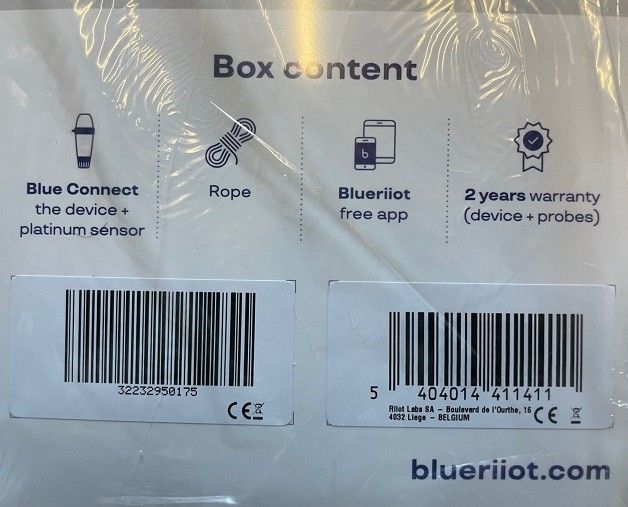 Box content
Blue Connect
the device +
platinum sensor
Rope
Blueriiot
free app
2 years warranty
(device + probes)
32232950175
CE
5 404014 411411
Riiot Labs SA – Boulevard de l'Ourthe, 16
4032 Liege – BELGIUM
CE
blueriiot.com